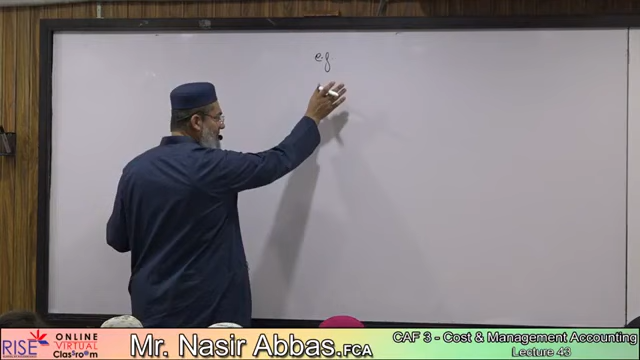 e.g
RISE
ONLINE
VIRTUAL
Classroom
Mr. Nasir Abbas.FCA
CAF 3 - Cost & Management Accounting
Lecture 43